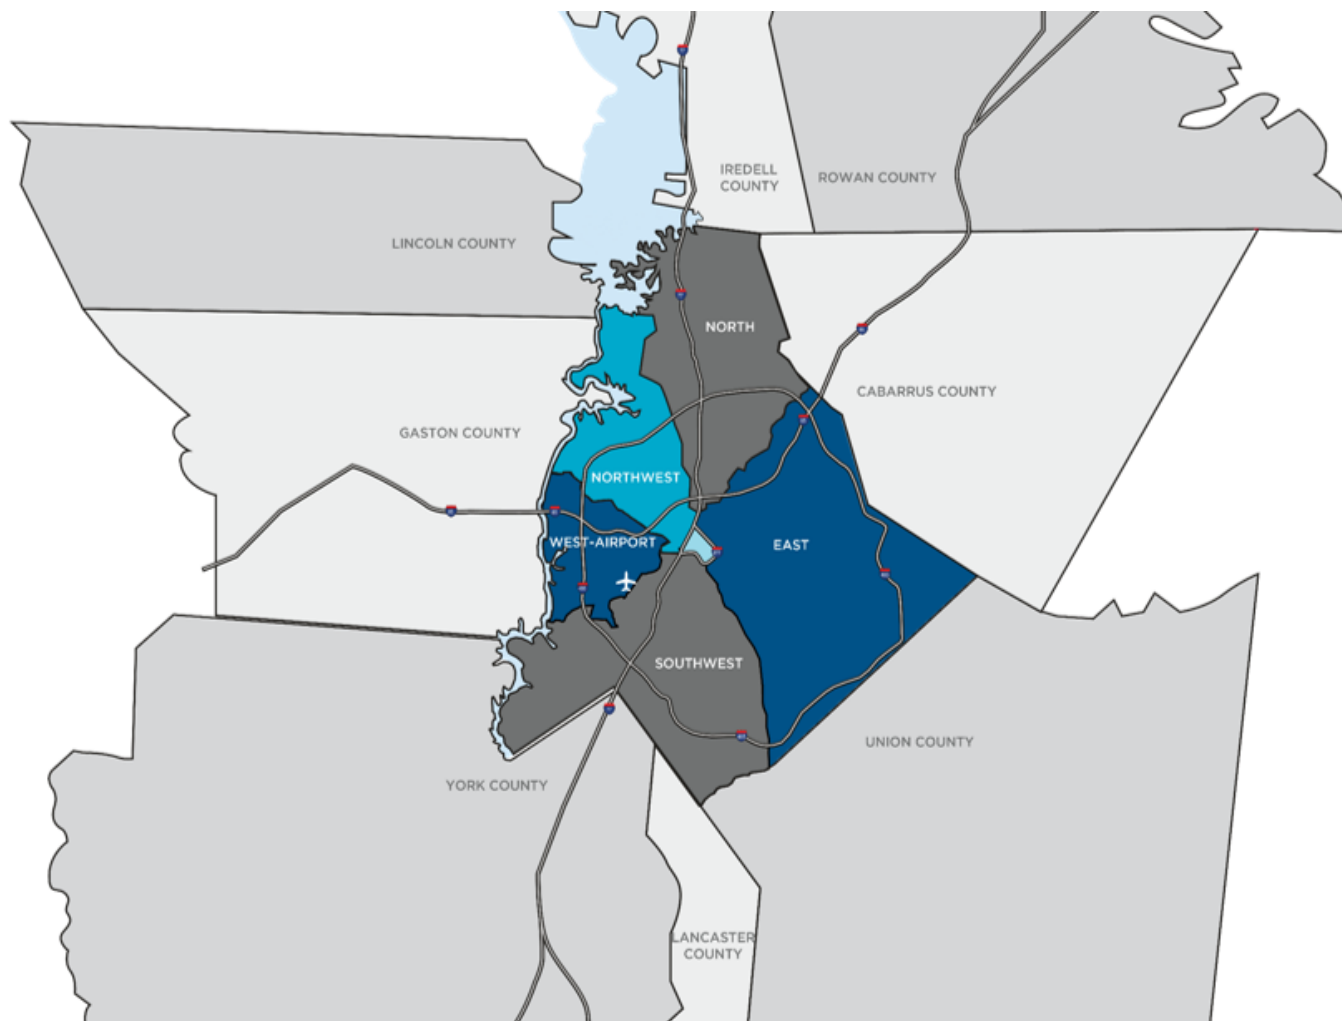 IREDELL
COUNTY
ROWAN COUNTY
LINCOLN COUNTY
NORTH
CABARRUS COUNTY
GASTON COUNTY
NORTHWEST
WEST-AIRPORT
EAST
SOUTHWEST
UNION COUNTY
YORK COUNTY
LANCASTER
COUNTY